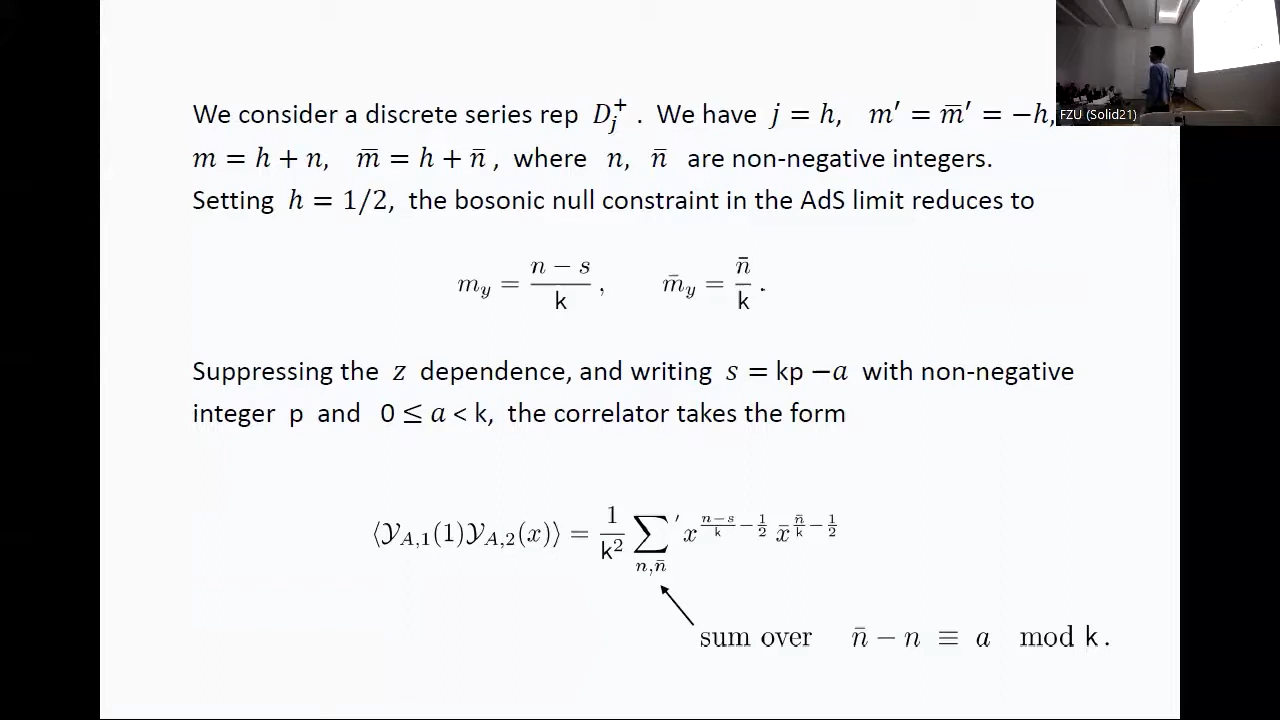 We consider a discrete series rep $D_j^+$ . We have $j = h$, $m' = \bar{m}' = -h$,
$m = h + n$, $\bar{m} = h + \bar{n}$ , where $n$, $\bar{n}$ are non-negative integers.
Setting $h = 1/2$, the bosonic null constraint in the AdS limit reduces to
$m_y = \frac{n-s}{\mathsf{k}}$ , $\bar{m}_y = \frac{\bar{n}}{\mathsf{k}}$ .
Suppressing the $z$ dependence, and writing $s = \mathsf{kp} - a$ with non-negative
integer p and $0 \leq a < \mathsf{k}$, the correlator takes the form
$\langle \mathcal{Y}_{A,1}(1) \mathcal{Y}_{A,2}(x) \rangle = \frac{1}{\mathsf{k}^2} \sum_{n,\bar{n}}{}' x^{\frac{n-s}{\mathsf{k}} - \frac{1}{2}} \bar{x}^{\frac{\bar{n}}{\mathsf{k}} - \frac{1}{2}}$
sum over $\bar{n} - n \equiv a \mod \mathsf{k}$ .
FZU (Solid21)